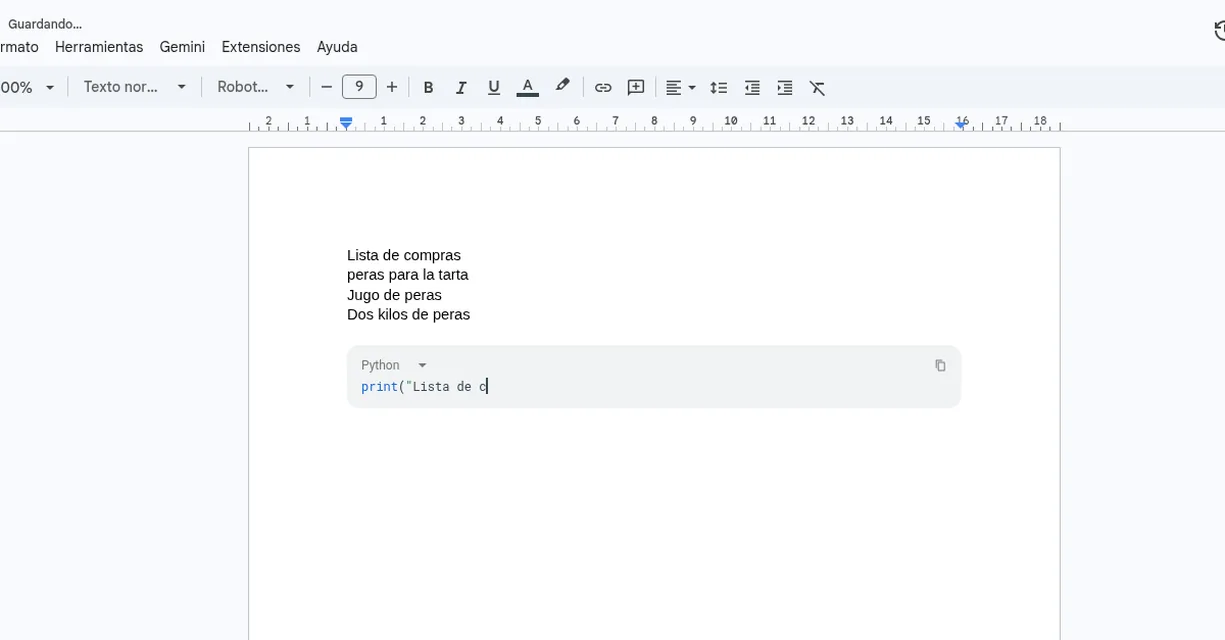 Guardando...
rmato Herramientas Gemini Extensiones Ayuda
00% Texto nor... Robot... − 9 + B I U A
2 1 1 2 3 4 5 6 7 8 9 10 11 12 13 14 15 16 17 18
Lista de compras
peras para la tarta
Jugo de peras
Dos kilos de peras
Python
print("Lista de c